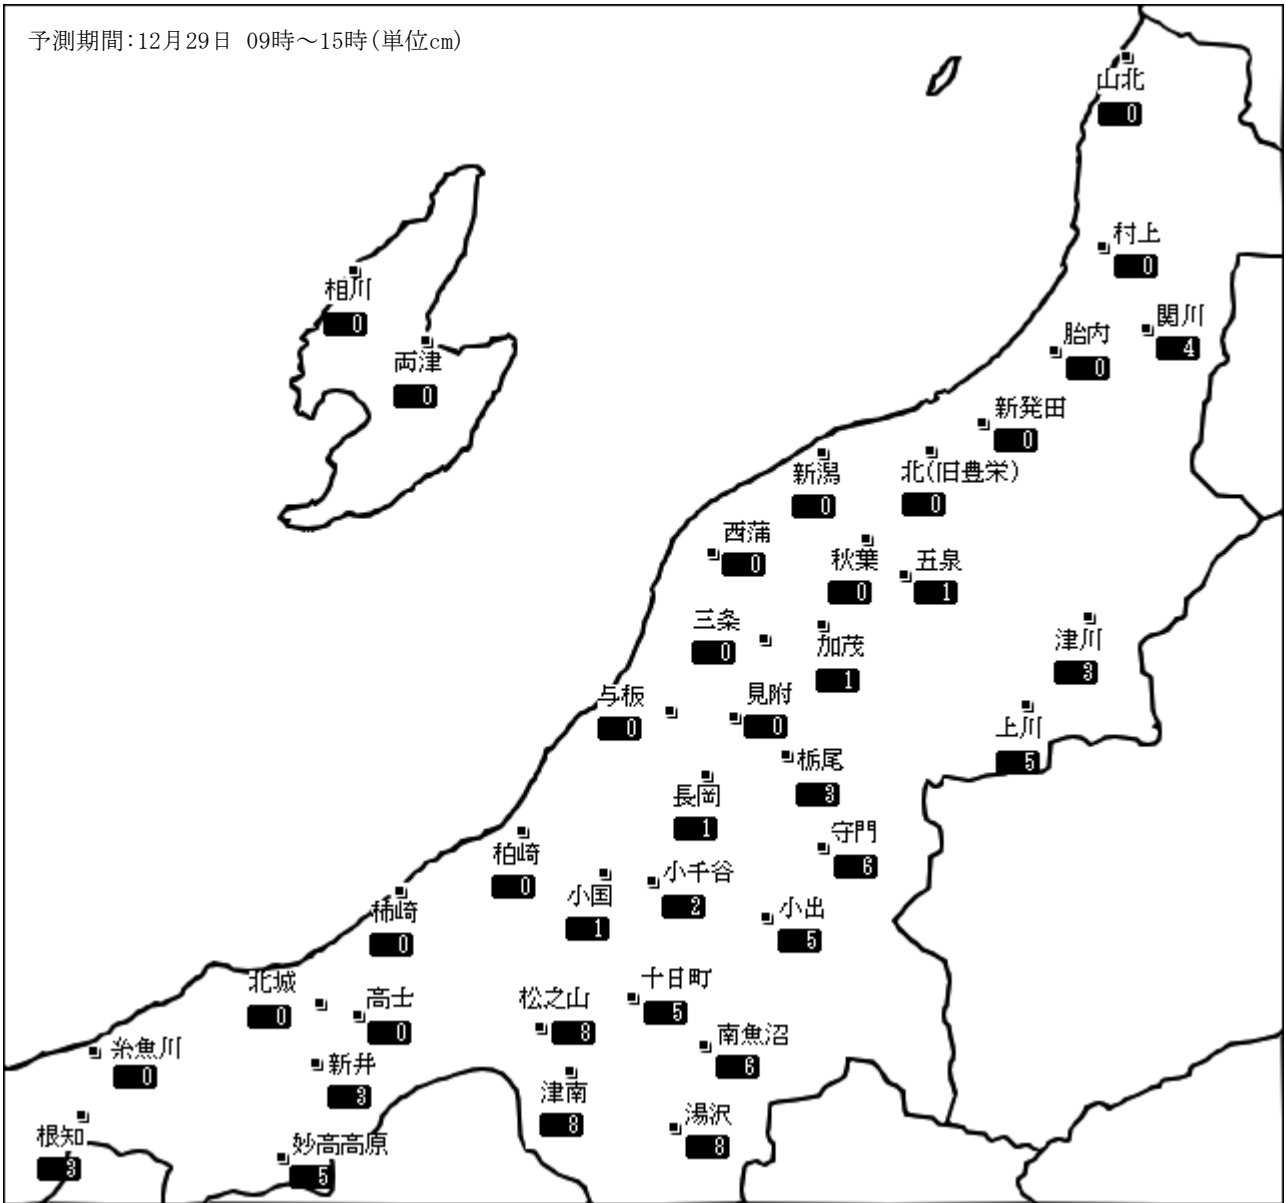 予測期間:12月29日 09時～15時(単位cm)
山北
0
村上
0
相川
0
関川
4
胎内
0
両津
0
新発田
0
新潟
0
北(旧豊栄)
0
西蒲
0
秋葉
0
五泉
1
三条
0
加茂
1
津川
3
与板
0
見附
0
上川
5
栃尾
3
長岡
1
守門
6
柏崎
0
小千谷
2
小国
1
小出
5
柿崎
0
北城
0
高士
0
松之山
8
十日町
5
南魚沼
6
糸魚川
0
新井
3
津南
8
湯沢
8
根知
3
妙高高原
5